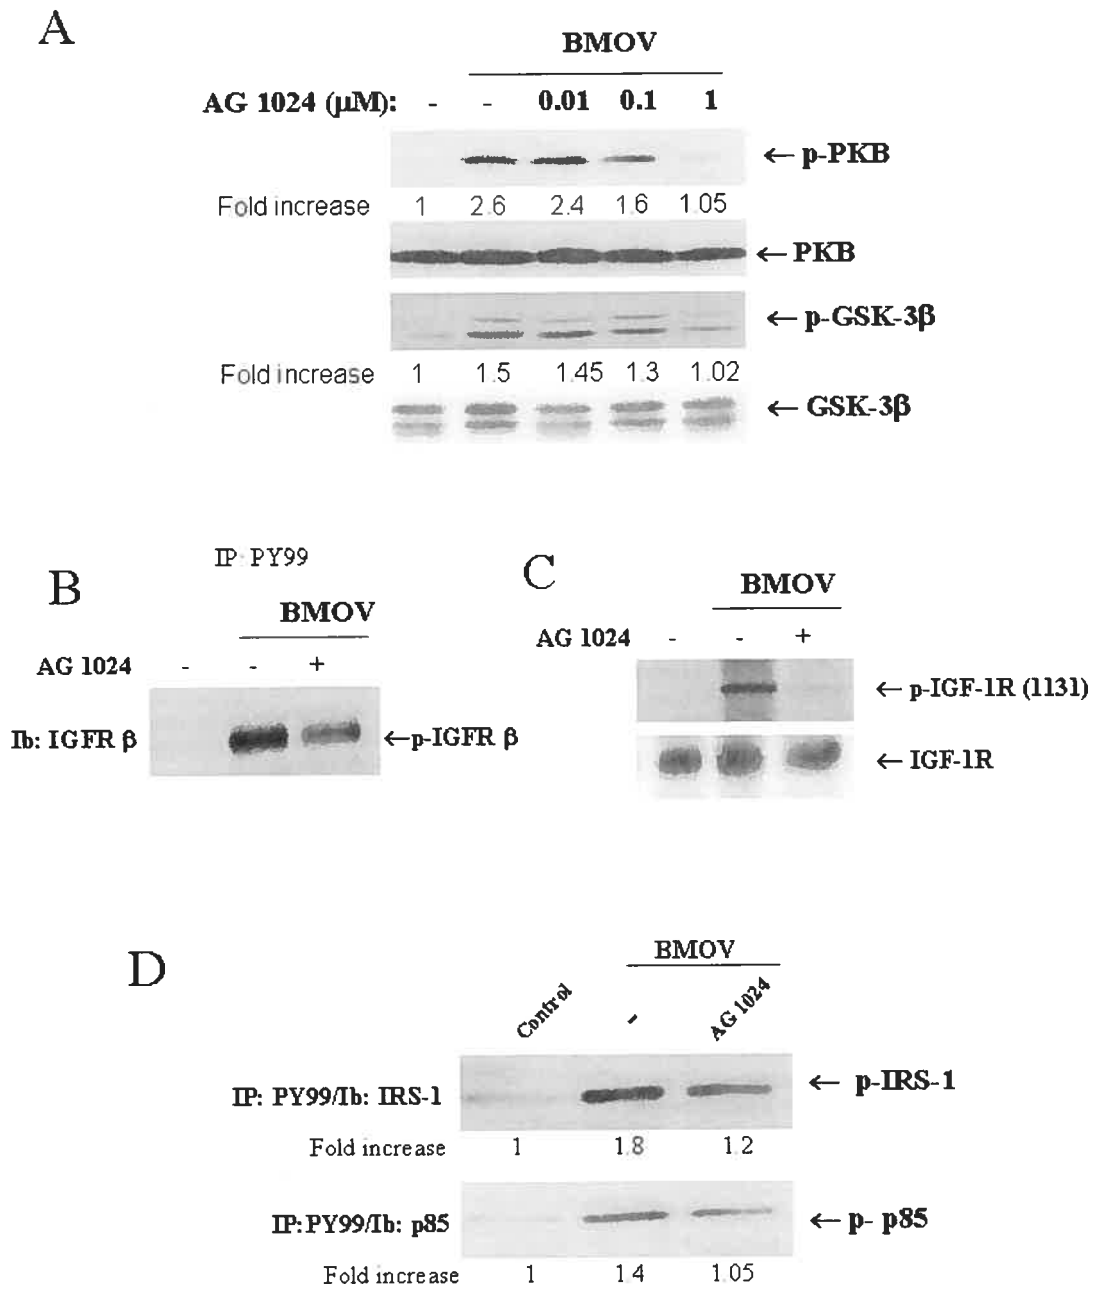 A
BMOV
AG 1024 (μM): - - 0.01 0.1 1
← p-PKB
Fold increase 1 2.6 2.4 1.6 1.05
← PKB
← p-GSK-3β
Fold increase 1 1.5 1.45 1.3 1.02
← GSK-3β
B
IP: PY99
BMOV
AG 1024 - - +
Ib: IGFR β ←p-IGFR β
C
BMOV
AG 1024 - - +
← p-IGF-1R (1131)
← IGF-1R
D
BMOV
Control - AG 1024
IP: PY99/Ib: IRS-1 ← p-IRS-1
Fold increase 1 1.8 1.2
IP:PY99/Ib: p85 ← p- p85
Fold increase 1 1.4 1.05